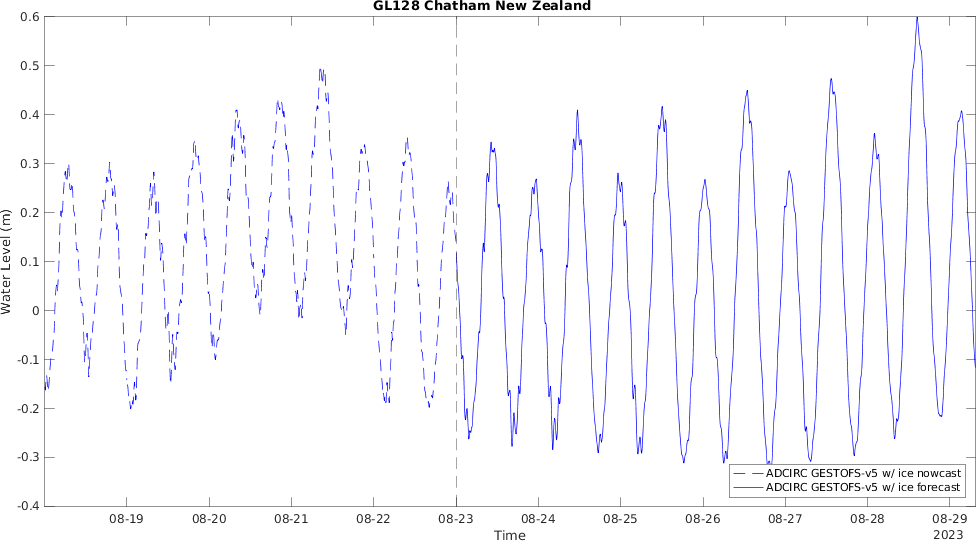 GL128 Chatham New Zealand
Water Level (m)
0.6
0.5
0.4
0.3
0.2
0.1
0
-0.1
-0.2
-0.3
-0.4
ADCIRC GESTOFS-v5 w/ ice nowcast
ADCIRC GESTOFS-v5 w/ ice forecast
08-19 08-20 08-21 08-22 08-23 08-24 08-25 08-26 08-27 08-28 08-29
Time 2023